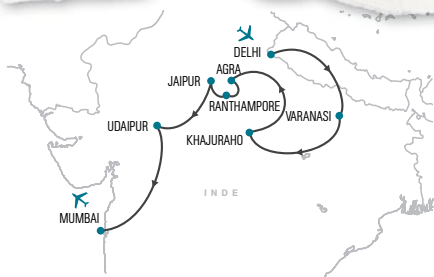 DELHI
AGRA
JAIPUR
RANTHAMPORE
VARANASI
UDAIPUR
KHAJURAHO
INDE
MUMBAI